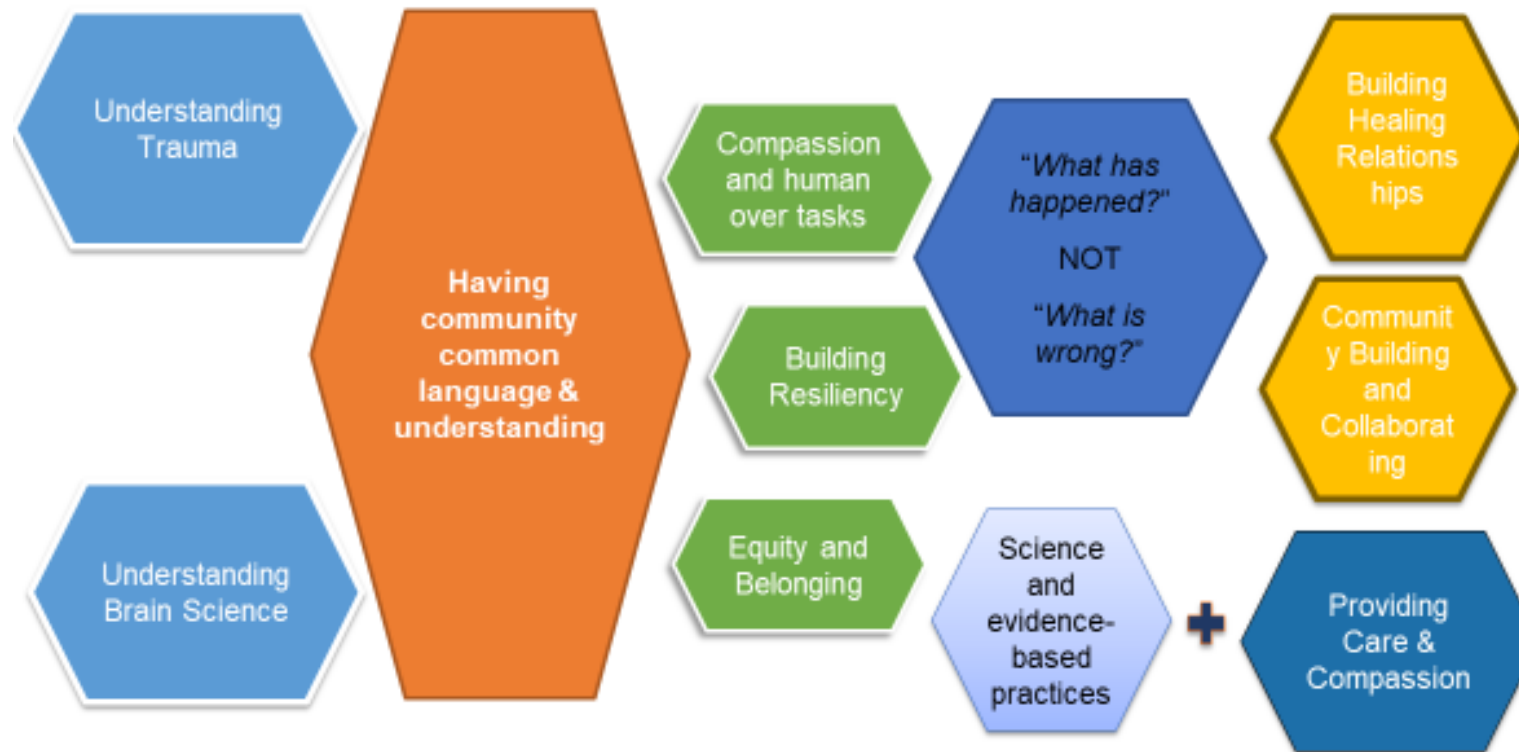 Understanding
Trauma
Understanding
Brain Science
Having
community
common
language &
understanding
Compassion
and human
over tasks
Building
Resiliency
Equity and
Belonging
“What has
happened?”
NOT
“What is
wrong?”
Science
and
evidence-
based
practices
Building
Healing
Relations
hips
Communit
y Building
and
Collaborat
ing
Providing
Care &
Compassion